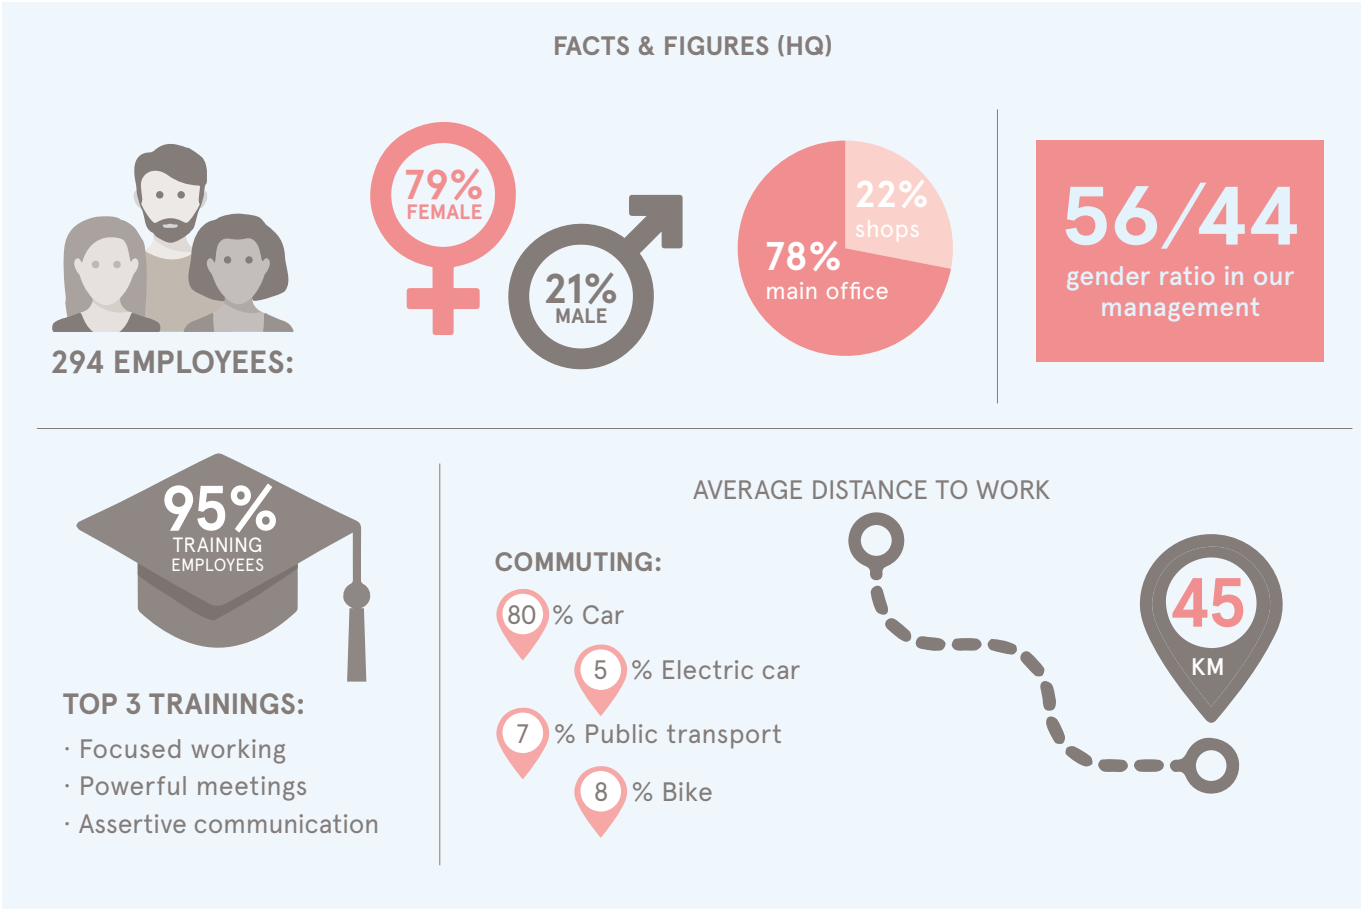 FACTS & FIGURES (HQ)
294 EMPLOYEES:
79%
FEMALE
21%
MALE
22%
shops
78%
main office
56/44
gender ratio in our
management
95%
TRAINING
EMPLOYEES
TOP 3 TRAININGS:
· Focused working
· Powerful meetings
· Assertive communication
AVERAGE DISTANCE TO WORK
COMMUTING:
80 % Car
5 % Electric car
7 % Public transport
8 % Bike
45
KM